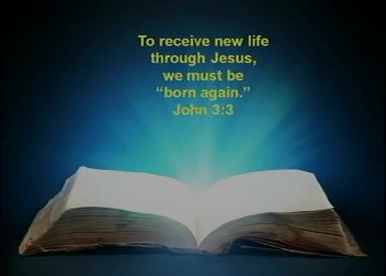 To receive new life
through Jesus,
we must be
“born again.”
John 3:3